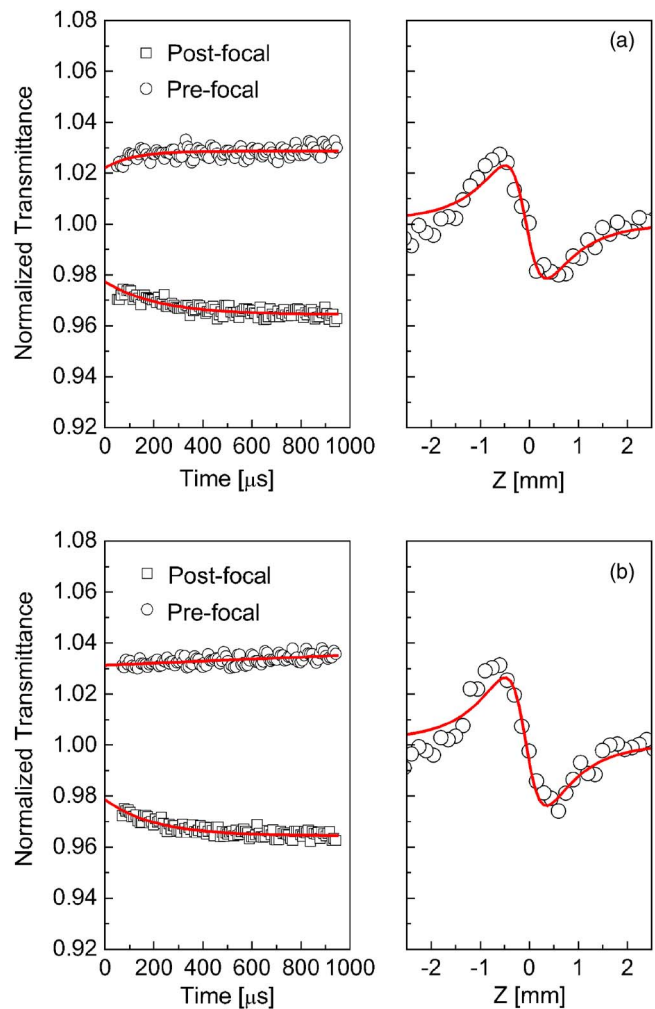 1.08
1.06
1.04
1.02
1.00
0.98
0.96
0.94
0.92
Normalized Transmittance
Post-focal
Pre-focal
0 200 400 600 800 1000
Time [μs]
(a)
-2 -1 0 1 2
Z [mm]
1.08
1.06
1.04
1.02
1.00
0.98
0.96
0.94
0.92
Normalized Transmittance
Post-focal
Pre-focal
0 200 400 600 800 1000
Time [μs]
(b)
-2 -1 0 1 2
Z [mm]